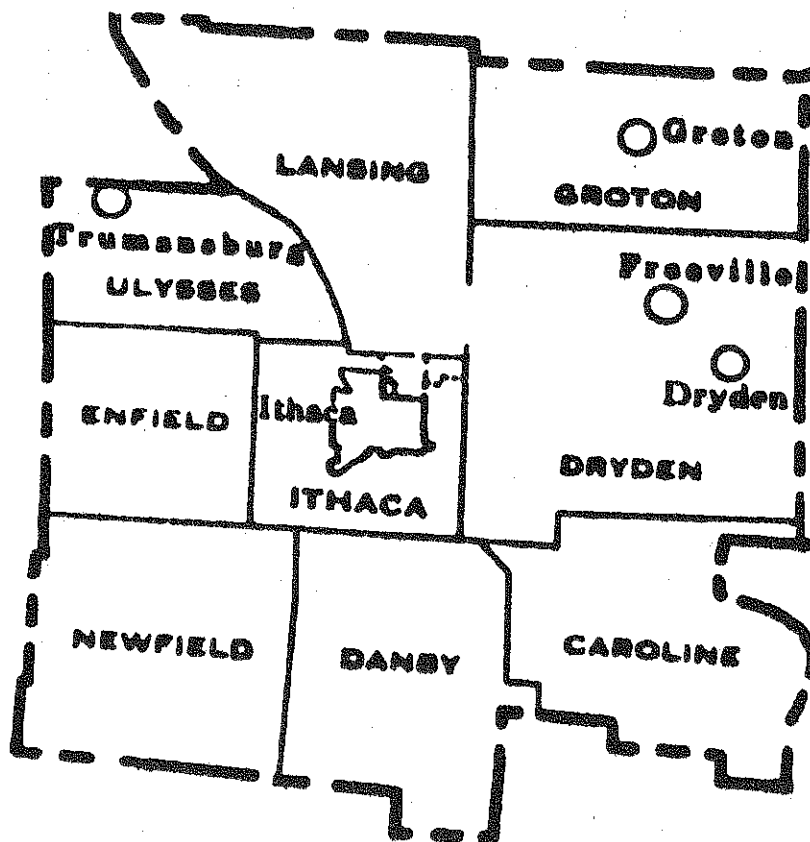 Groton
LANSING
GROTON
Trumansburg
Freeville
ULYSSES
Ithaca
Dryden
ENFIELD
DRYDEN
ITHACA
NEWFIELD
DANBY
CAROLINE